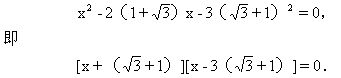 x²-2（1+√3）x-3（√3+1）²=0，
即
[x+（√3+1）][x-3（√3+1）]=0.